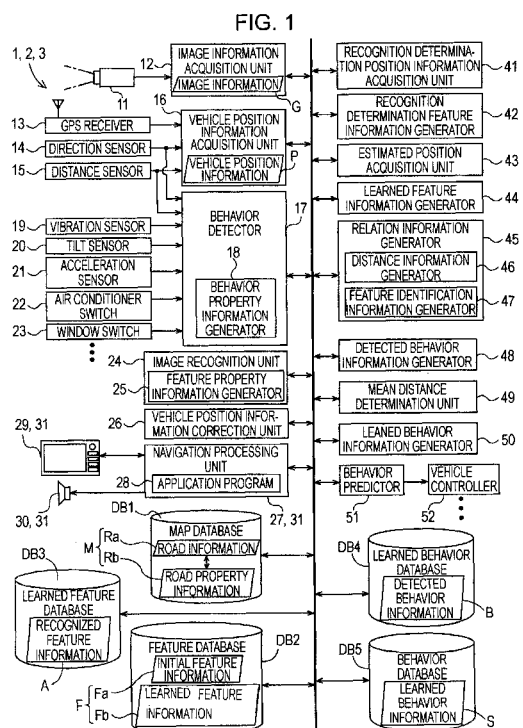 FIG. 1
1, 2, 3
12
IMAGE INFORMATION
ACQUISITION UNIT
IMAGE INFORMATION
G
11
16
13
GPS RECEIVER
14
DIRECTION SENSOR
15
DISTANCE SENSOR
VEHICLE POSITION
INFORMATION
ACQUISITION UNIT
VEHICLE POSITION
INFORMATION
P
17
BEHAVIOR
DETECTOR
18
BEHAVIOR
PROPERTY
INFORMATION
GENERATOR
19
VIBRATION SENSOR
20
TILT SENSOR
21
ACCELERATION
SENSOR
22
AIR CONDITIONER
SWITCH
23
WINDOW SWITCH
24
IMAGE RECOGNITION UNIT
25
FEATURE PROPERTY
INFORMATION GENERATOR
26
VEHICLE POSITION INFOR-
MATION CORRECTION UNIT
29, 31
NAVIGATION PROCESSING
UNIT
28
APPLICATION PROGRAM
27, 31
30, 31
DB1
MAP DATABASE
M
Ra
ROAD INFORMATION
Rb
ROAD PROPERTY
INFORMATION
DB3
LEARNED FEATURE
DATABASE
RECOGNIZED
FEATURE
INFORMATION
A
DB2
FEATURE DATABASE
F
Fa
INITIAL FEATURE
INFORMATION
Fb
LEARNED FEATURE
INFORMATION
RECOGNITION DETERMINA-
TION POSITION INFORMATION
ACQUISITION UNIT
41
RECOGNITION
DETERMINATION FEATURE
INFORMATION GENERATOR
42
ESTIMATED POSITION
ACQUISITION UNIT
43
LEARNED FEATURE
INFORMATION GENERATOR
44
RELATION INFORMATION
GENERATOR
45
DISTANCE INFORMATION
GENERATOR
46
FEATURE IDENTIFICATION
INFORMATION GENERATOR
47
DETECTED BEHAVIOR
INFORMATION GENERATOR
48
MEAN DISTANCE
DETERMINATION UNIT
49
LEANED BEHAVIOR
INFORMATION GENERATOR
50
BEHAVIOR
PREDICTOR
51
VEHICLE
CONTROLLER
52
DB4
LEARNED BEHAVIOR
DATABASE
DETECTED
BEHAVIOR
INFORMATION
B
DB5
BEHAVIOR
DATABASE
LEARNED
BEHAVIOR
INFORMATION
S